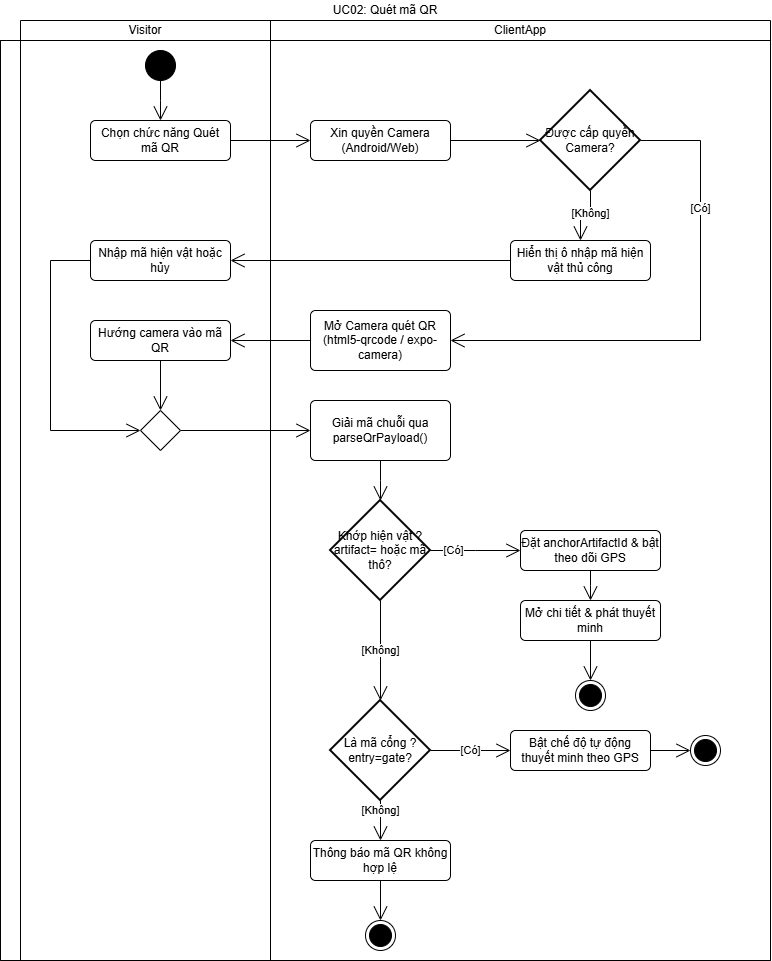 UC02: Quét mã QR
Visitor
ClientApp
Chọn chức năng Quét
mã QR
Xin quyền Camera
(Android/Web)
Được cấp quyền
Camera?
[Không]
[Có]
Nhập mã hiện vật hoặc
hủy
Hiển thị ô nhập mã hiện
vật thủ công
Hướng camera vào mã
QR
Mở Camera quét QR
(html5-qrcode / expo-
camera)
Giải mã chuỗi qua
parseQrPayload()
Khớp hiện vật ?
artifact= hoặc mã
thô?
[Có]
Đặt anchorArtifactId & bật
theo dõi GPS
Mở chi tiết & phát thuyết
minh
[Không]
Là mã cổng ?
entry=gate?
[Có]
Bật chế độ tự động
thuyết minh theo GPS
[Không]
Thông báo mã QR không
hợp lệ